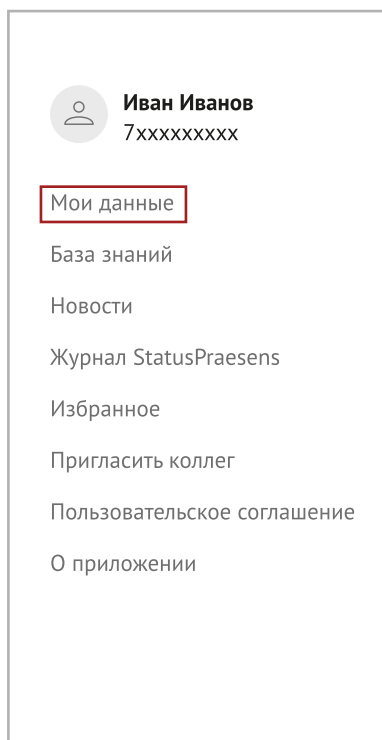 Иван Иванов
7xxxxxxxxx
Мои данные
База знаний
Новости
Журнал StatusPraesens
Избранное
Пригласить коллег
Пользовательское соглашение
О приложении